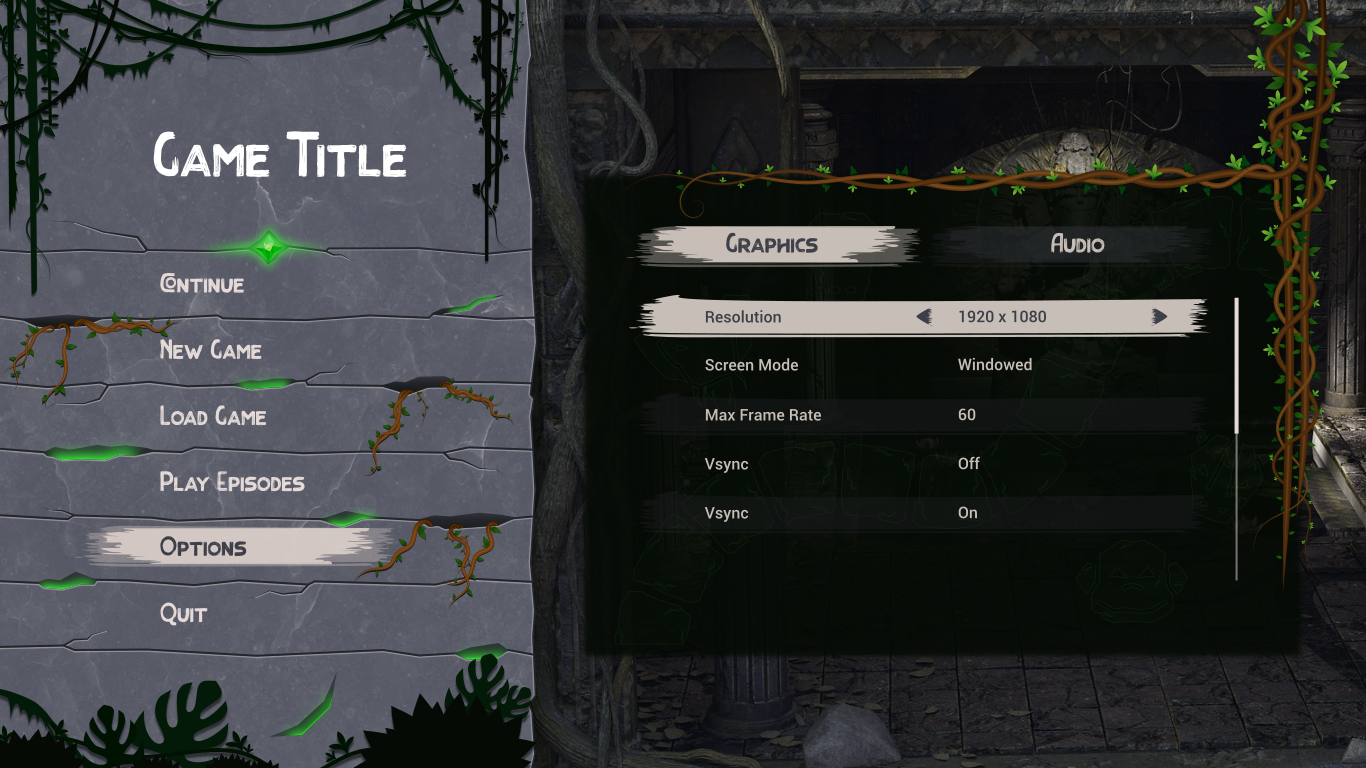 Game Title
Continue
New Game
Load Game
Play Episodes
Options
Quit
Graphics
Audio
Resolution 1920 x 1080
Screen Mode Windowed
Max Frame Rate 60
Vsync Off
Vsync On